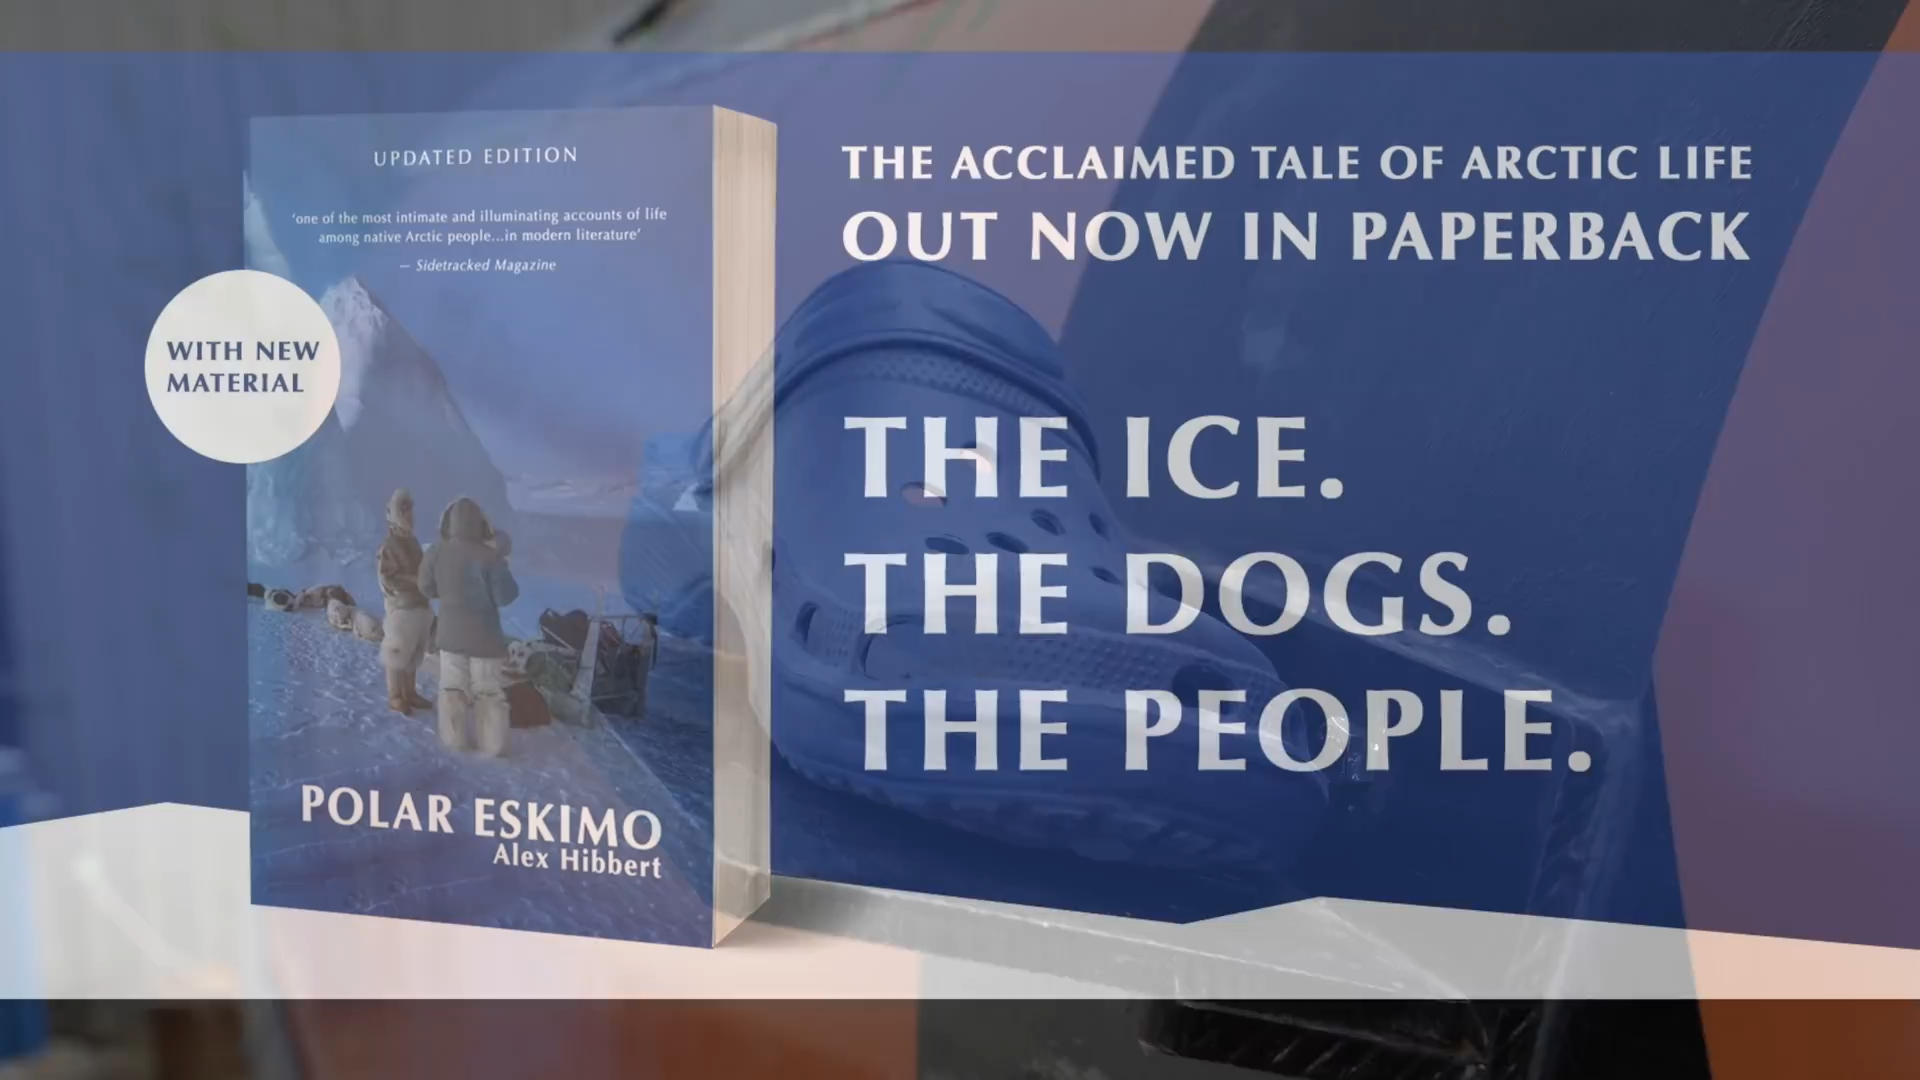 UPDATED EDITION
'one of the most intimate and illuminating accounts of life
among native Arctic people...in modern literature'
— Sidetracked Magazine
WITH NEW
MATERIAL
POLAR ESKIMO
Alex Hibbert
THE ACCLAIMED TALE OF ARCTIC LIFE
OUT NOW IN PAPERBACK
THE ICE.
THE DOGS.
THE PEOPLE.